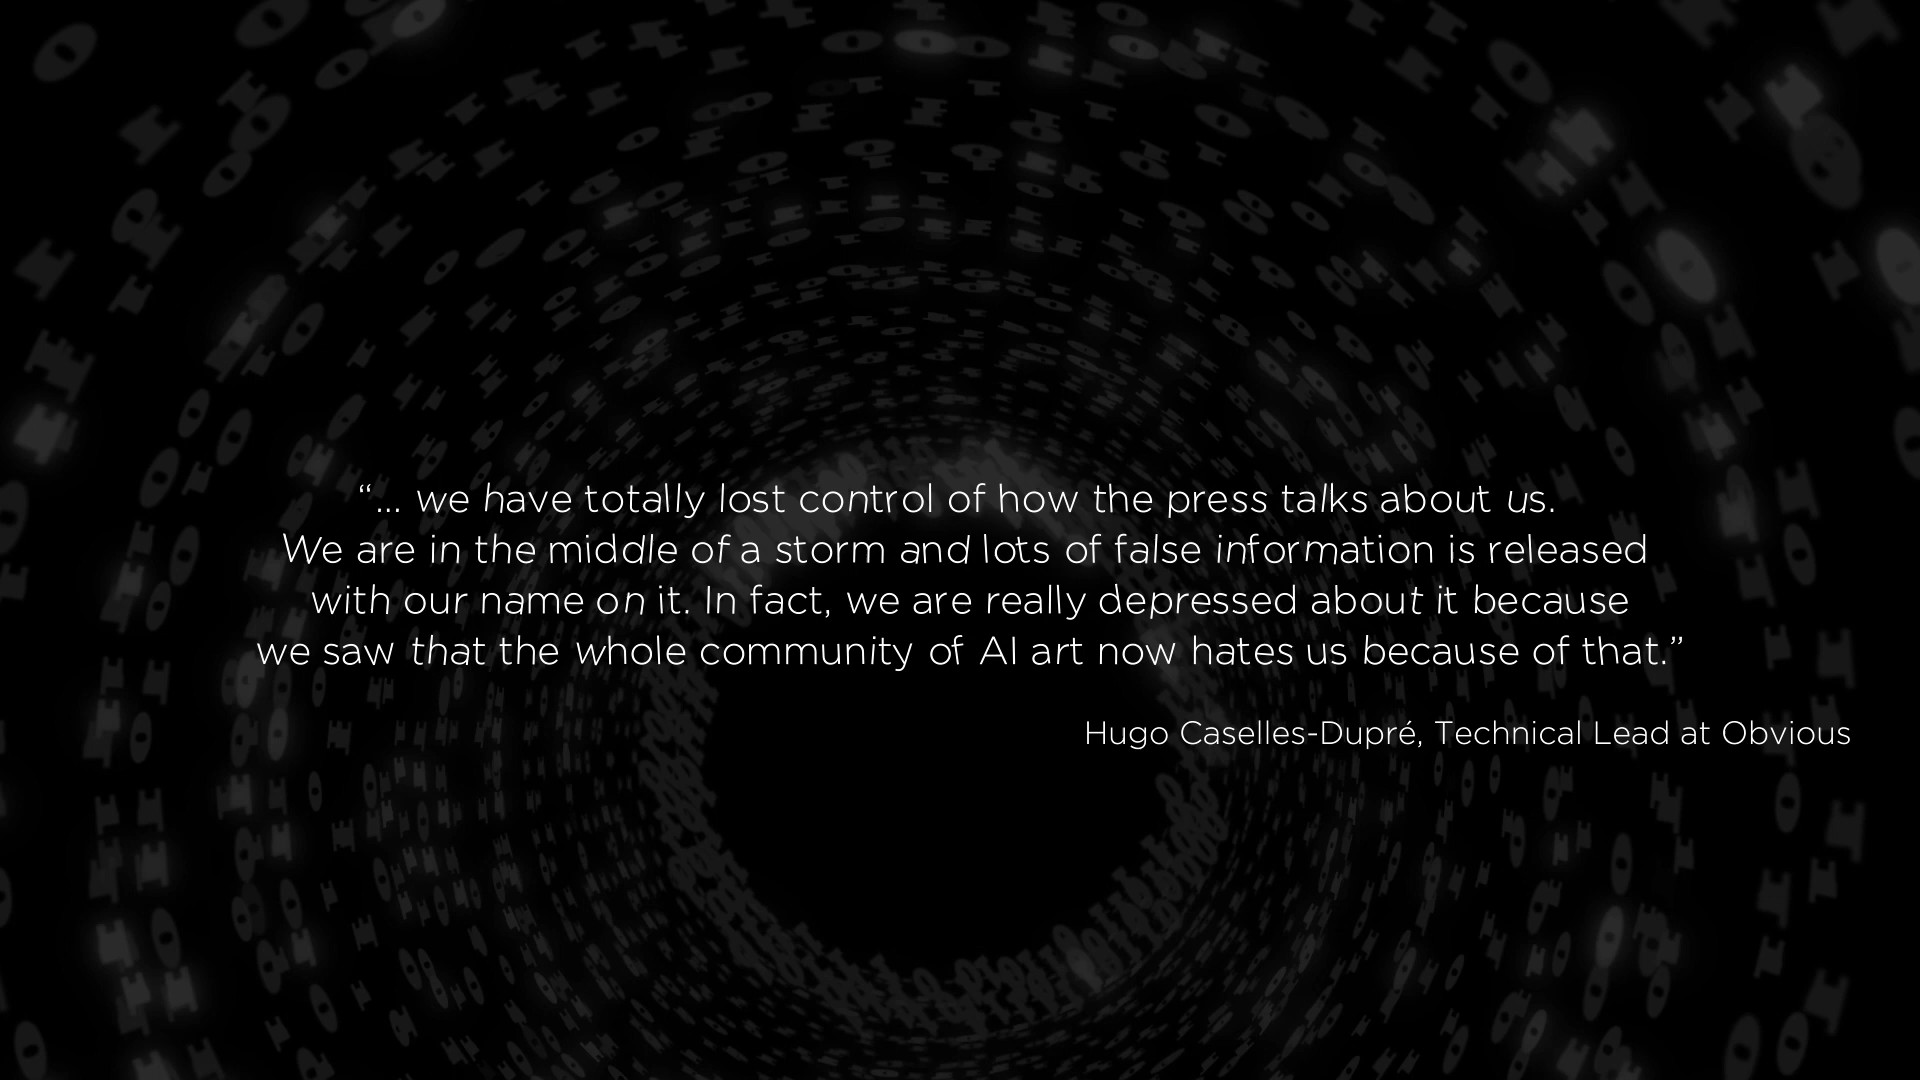 “... we have totally lost control of how the press talks about us.
We are in the middle of a storm and lots of false information is released
with our name on it. In fact, we are really depressed about it because
we saw that the whole community of AI art now hates us because of that.”
Hugo Caselles-Dupré, Technical Lead at Obvious